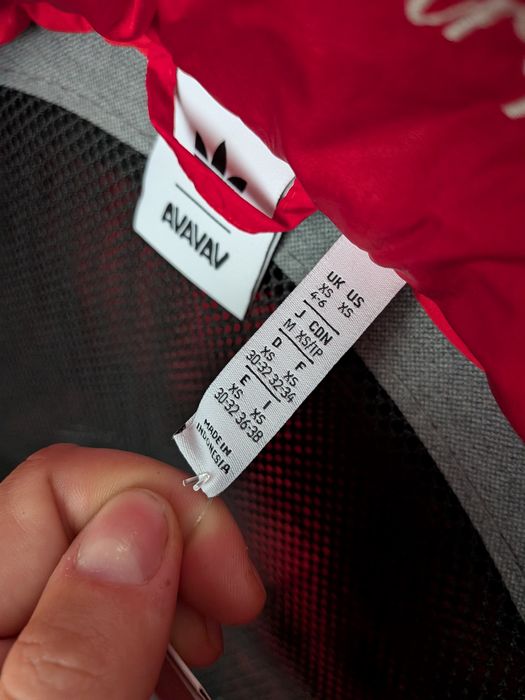 AVAVAV
UK US
XS XS
4-6
J CDN
M XS/TP
D F
XS XS
30-32 32-34
E I
XS XS
30-32 36-38
MADE IN
INDONESIA